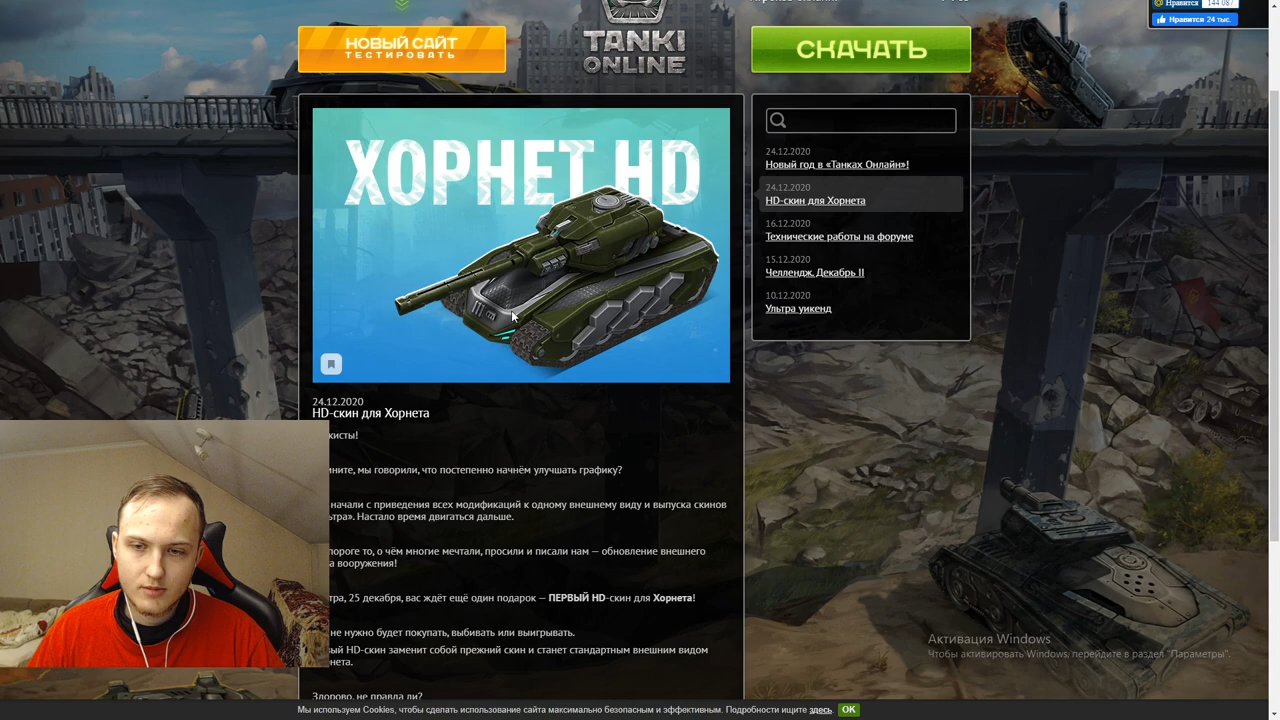 Нравится 144 087
Нравится 24 тыс.
НОВЫЙ САЙТ
ТЕСТИРОВАТЬ
TANKI
ONLINE
СКАЧАТЬ
ХОРНЕТ HD
24.12.2020
HD-скин для Хорнета
мните, мы говорили, что постепенно начнём улучшать графику?
начали с приведения всех модификаций к одному внешнему виду и выпуска скинов
ьтра». Настало время двигаться дальше.
пороге то, о чём многие мечтали, просили и писали нам — обновление внешнего
а вооружения!
тра, 25 декабря, вас ждёт ещё один подарок — ПЕРВЫЙ HD-скин для Хорнета!
не нужно будет покупать, выбивать или выигрывать.
вый HD-скин заменит собой прежний скин и станет стандартным внешним видом
рнета.
Здорово, не правда ли?
24.12.2020
Новый год в «Танках Онлайн»!
24.12.2020
HD-скин для Хорнета
16.12.2020
Технические работы на форуме
15.12.2020
Челлендж, Декабрь II
10.12.2020
Ультра уикенд
Активация Windows
Чтобы активировать Windows, перейдите в раздел "Параметры".
Мы используем Cookies, чтобы сделать использование сайта максимально безопасным и эффективным. Подробности ищите здесь. OK